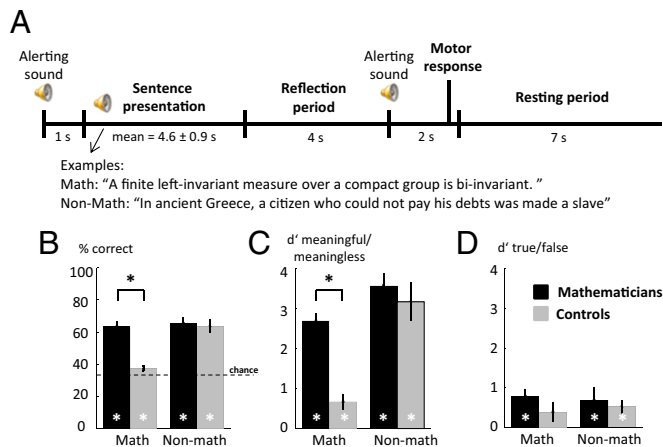 A
Alerting sound
Sentence presentation
Reflection period
Alerting sound
Motor response
Resting period
1 s
mean = 4.6 ± 0.9 s
4 s
2 s
7 s
Examples:
Math: “A finite left-invariant measure over a compact group is bi-invariant. ”
Non-Math: “In ancient Greece, a citizen who could not pay his debts was made a slave”
B
% correct
100
80
60
40
20
0
*
chance
* * * *
Math Non-math
C
d‘ meaningful/
meaningless
4
3
2
1
0
*
* * * *
Math Non-math
D
d‘ true/false
4
3
2
1
0
Mathematicians
Controls
* * *
Math Non-math